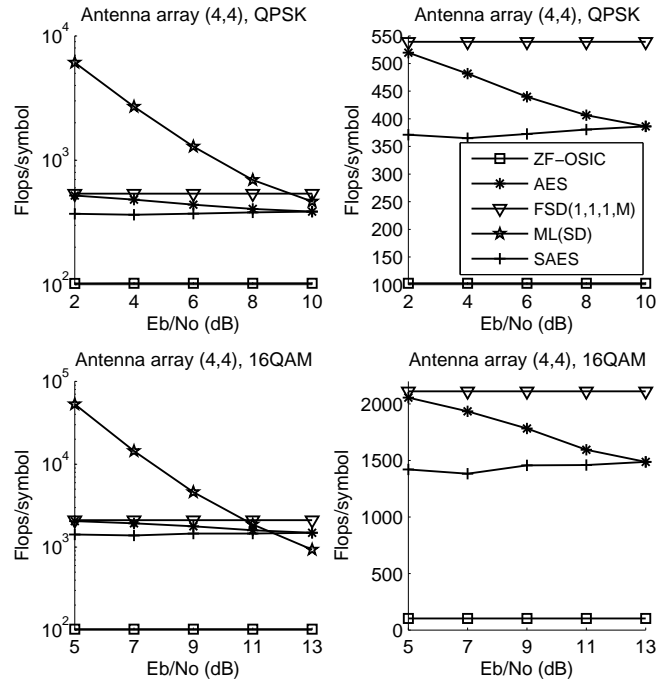 Antenna array (4,4), QPSK
10^4
10^3
10^2
Flops/symbol
2 4 6 8 10
Eb/No (dB)
Antenna array (4,4), QPSK
550
500
450
400
350
300
250
200
150
100
Flops/symbol
ZF−OSIC
AES
FSD(1,1,1,M)
ML(SD)
SAES
2 4 6 8 10
Eb/No (dB)
Antenna array (4,4), 16QAM
10^5
10^4
10^3
10^2
Flops/symbol
5 7 9 11 13
Eb/No (dB)
Antenna array (4,4), 16QAM
2000
1500
1000
500
0
Flops/symbol
5 7 9 11 13
Eb/No (dB)